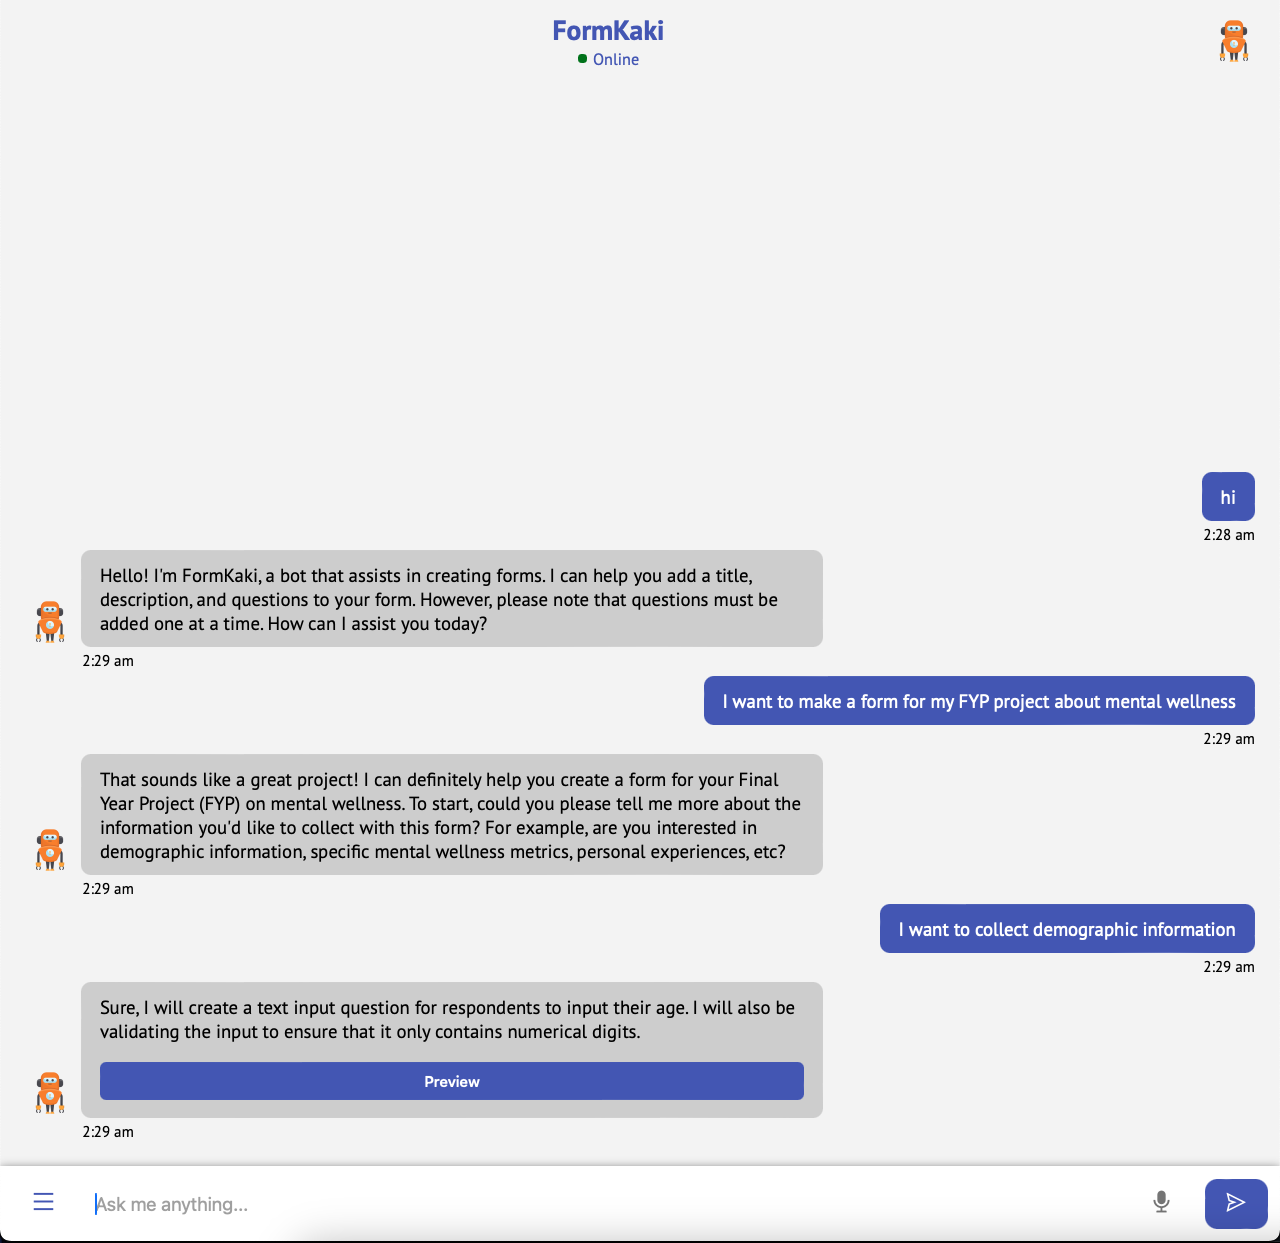 FormKaki
Online
hi
2:28 am
Hello! I'm FormKaki, a bot that assists in creating forms. I can help you add a title,
description, and questions to your form. However, please note that questions must be
added one at a time. How can I assist you today?
2:29 am
I want to make a form for my FYP project about mental wellness
2:29 am
That sounds like a great project! I can definitely help you create a form for your Final
Year Project (FYP) on mental wellness. To start, could you please tell me more about the
information you'd like to collect with this form? For example, are you interested in
demographic information, specific mental wellness metrics, personal experiences, etc?
2:29 am
I want to collect demographic information
2:29 am
Sure, I will create a text input question for respondents to input their age. I will also be
validating the input to ensure that it only contains numerical digits.
Preview
2:29 am
Ask me anything...